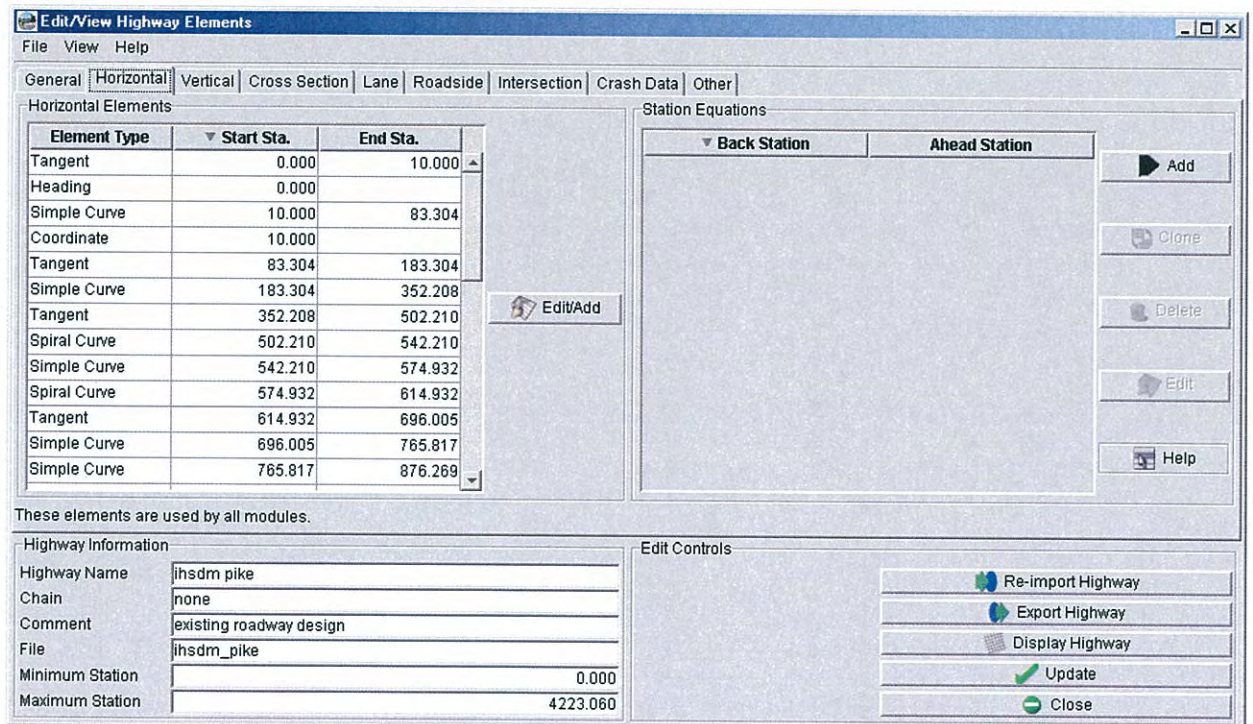 Edit/View Highway Elements
File View Help
General Horizontal Vertical Cross Section Lane Roadside Intersection Crash Data Other
Horizontal Elements
Element Type Start Sta. End Sta.
Tangent 0.000 10.000
Heading 0.000
Simple Curve 10.000 83.304
Coordinate 10.000
Tangent 83.304 183.304
Simple Curve 183.304 352.208
Tangent 352.208 502.210
Spiral Curve 502.210 542.210
Simple Curve 542.210 574.932
Spiral Curve 574.932 614.932
Tangent 614.932 696.005
Simple Curve 696.005 765.817
Simple Curve 765.817 876.269
Edit/Add
Station Equations
Back Station Ahead Station
Add
Clone
Delete
Edit
Help
These elements are used by all modules.
Highway Information
Highway Name ihsdm pike
Chain none
Comment existing roadway design
File ihsdm_pike
Minimum Station 0.000
Maximum Station 4223.060
Edit Controls
Re-import Highway
Export Highway
Display Highway
Update
Close